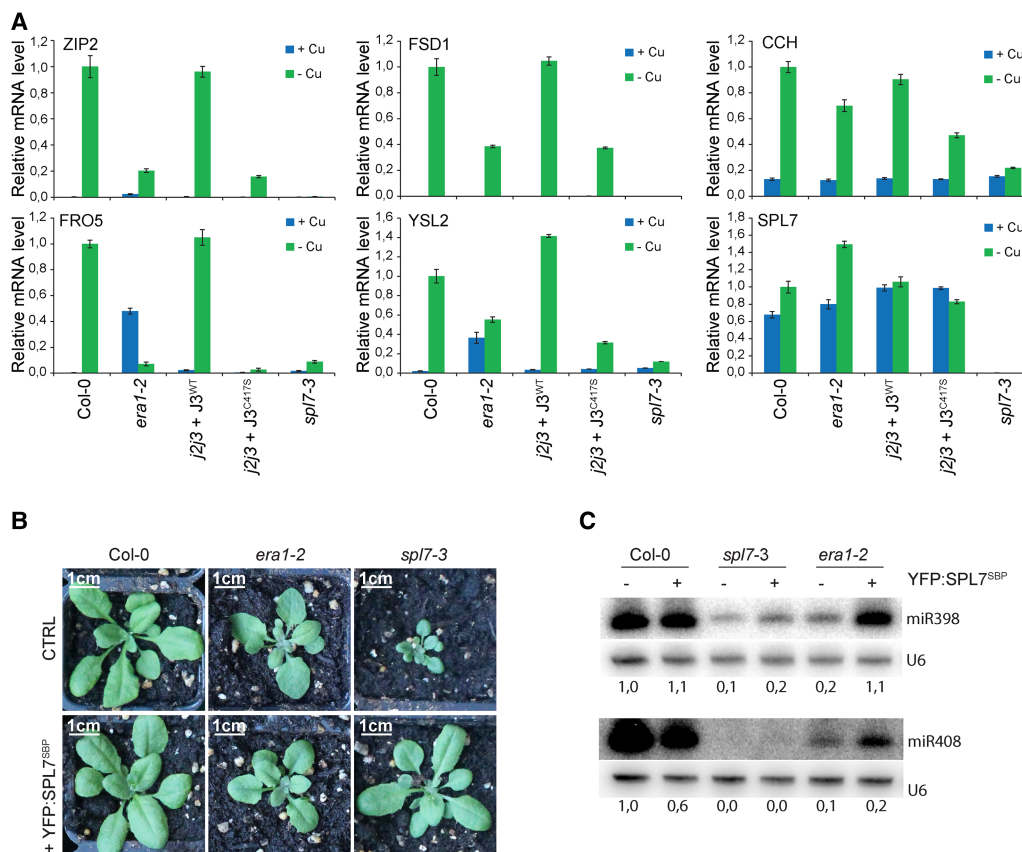 A
ZIP2
Relative mRNA level
1,2
1,0
0,8
0,6
0,4
0,2
0,0
+ Cu
- Cu
FSD1
Relative mRNA level
1,2
1,0
0,8
0,6
0,4
0,2
0,0
+ Cu
- Cu
CCH
Relative mRNA level
1,2
1,0
0,8
0,6
0,4
0,2
0,0
+ Cu
- Cu
FRO5
Relative mRNA level
1,2
1,0
0,8
0,6
0,4
0,2
0,0
+ Cu
- Cu
Col-0
era1-2
j2j3 + J3WT
j2j3 + J3C417S
spl7-3
YSL2
Relative mRNA level
1,6
1,4
1,2
1,0
0,8
0,6
0,4
0,2
0,0
+ Cu
- Cu
Col-0
era1-2
j2j3 + J3WT
j2j3 + J3C417S
spl7-3
SPL7
Relative mRNA level
1,8
1,6
1,4
1,2
1,0
0,8
0,6
0,4
0,2
0,0
+ Cu
- Cu
Col-0
era1-2
j2j3 + J3WT
j2j3 + J3C417S
spl7-3
B
Col-0 era1-2 spl7-3
CTRL
1cm 1cm 1cm
+ YFP:SPL7SBP
1cm 1cm 1cm
C
Col-0 spl7-3 era1-2
- + - + - + YFP:SPL7SBP
miR398
U6
1,0 1,1 0,1 0,2 0,2 1,1
miR408
U6
1,0 0,6 0,0 0,0 0,1 0,2